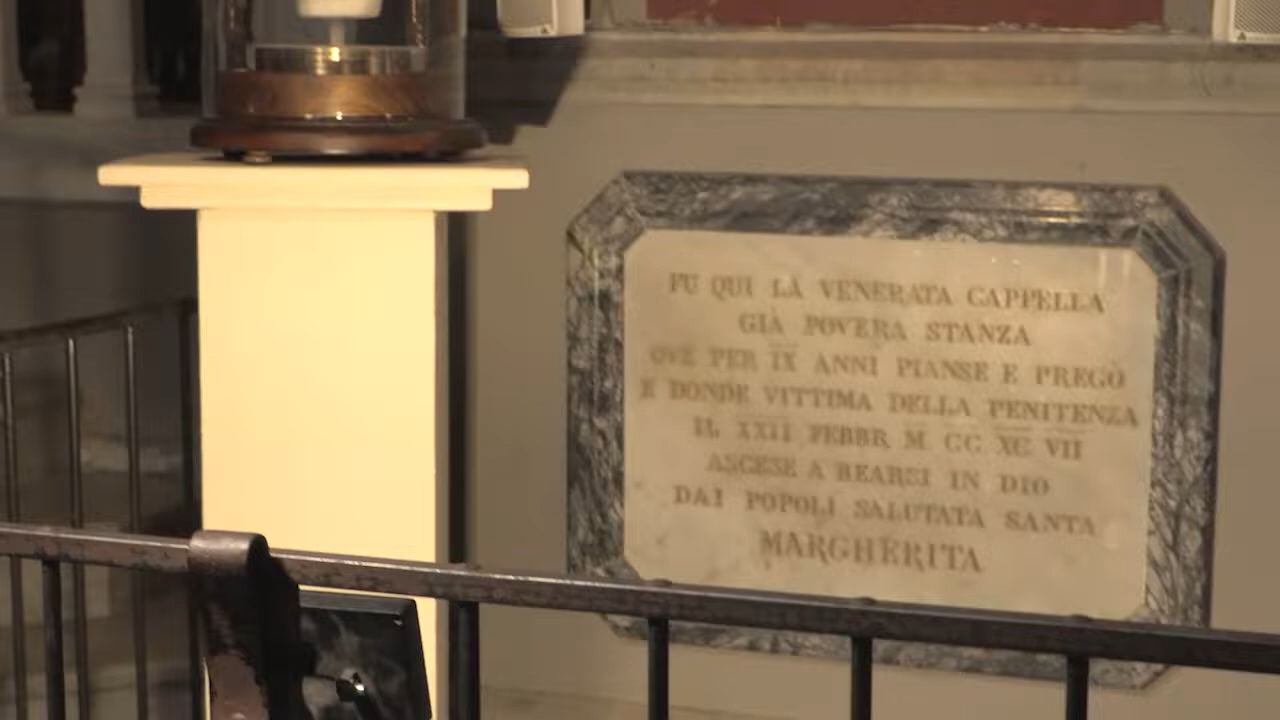 FU QUI LA VENERATA CAPPELLA
GIÀ POVERA STANZA
OVE PER IX ANNI PIANSE E PREGÒ
E DONDE VITTIMA DELLA PENITENZA
IL XXII FEBBR M CC XC VII
ASCESE A BEARSI IN DIO
DAI POPOLI SALUTATA SANTA
MARGHERITA